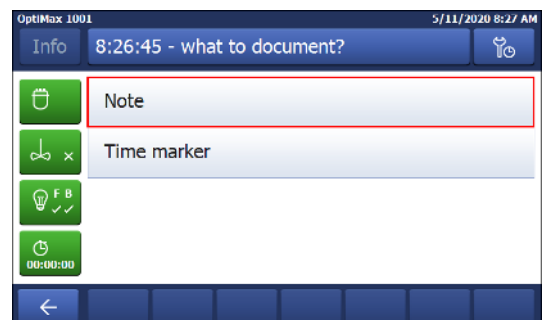 OptiMax 1001 5/11/2020 8:27 AM
Info 8:26:45 - what to document?
Note
Time marker
F B
00:00:00